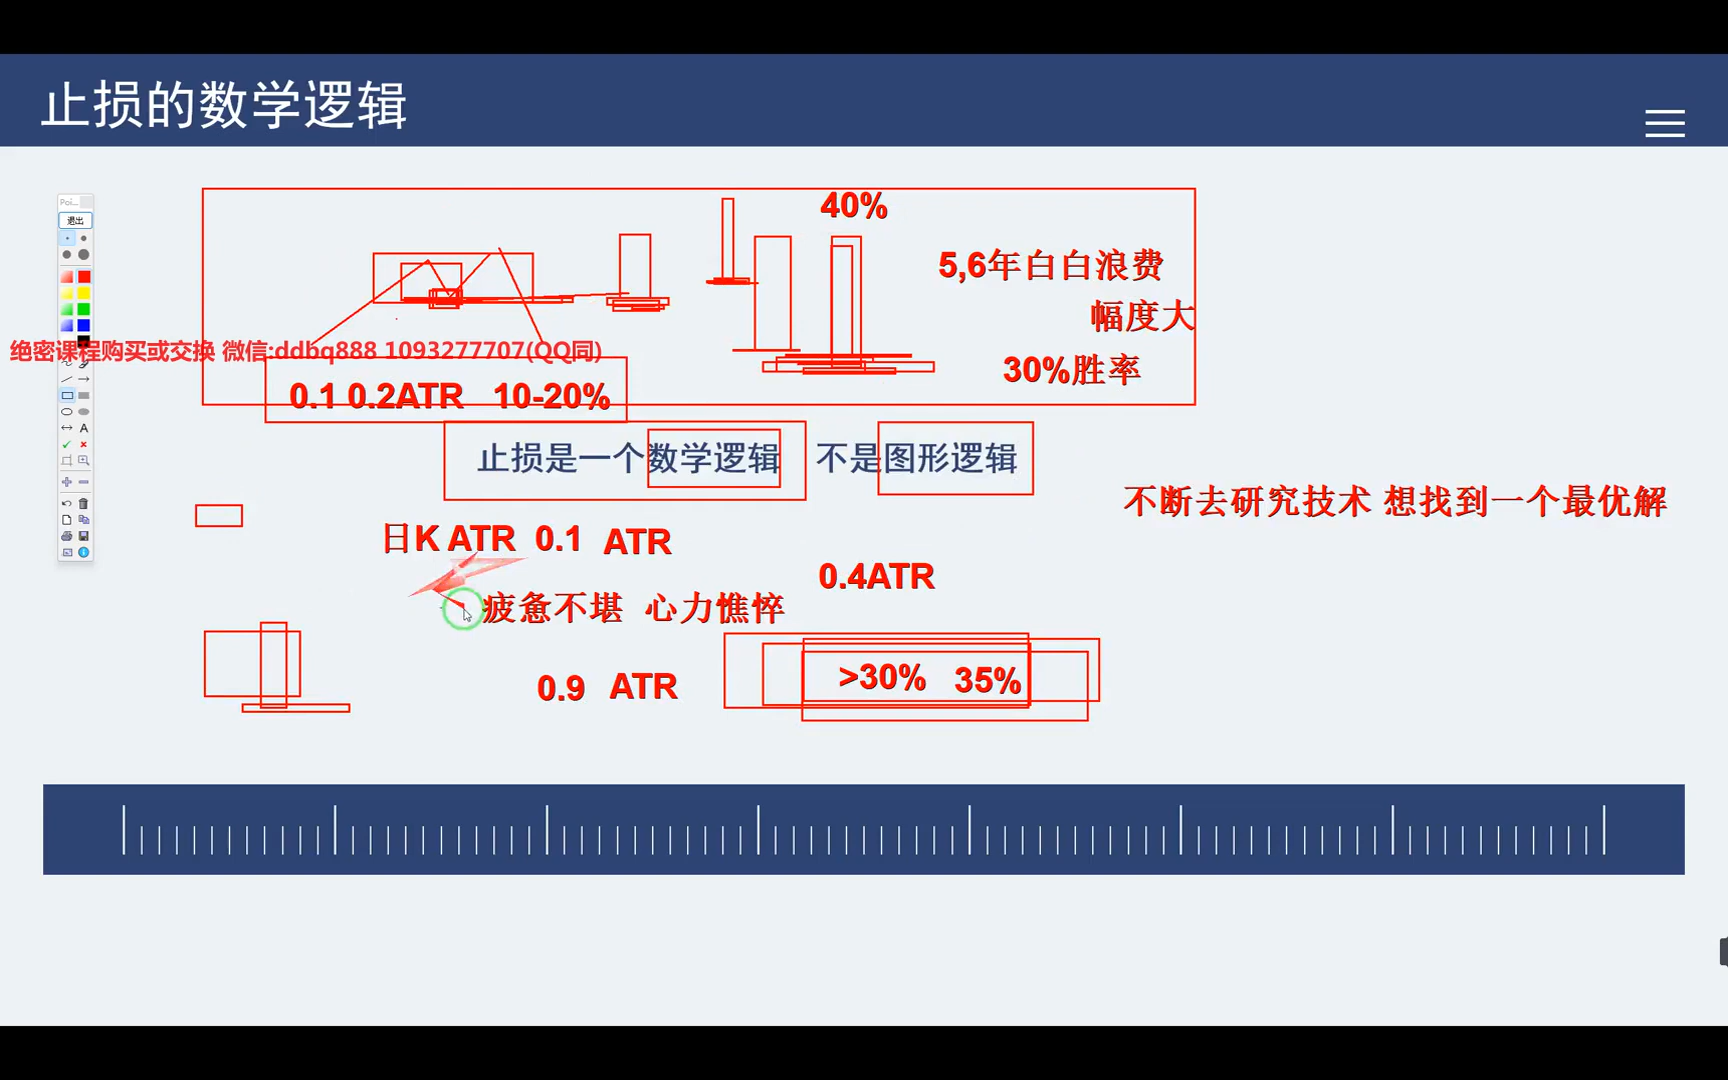 止损的数学逻辑
Poi...
退出
40%
5,6年白白浪费
幅度大
绝密课程购买或交换 微信:ddbq888 1093277707(QQ同)
30%胜率
0.1 0.2ATR 10-20%
止损是一个数学逻辑 不是图形逻辑
不断去研究技术 想找到一个最优解
日K ATR 0.1 ATR
0.4ATR
疲惫不堪 心力憔悴
0.9 ATR >30% 35%